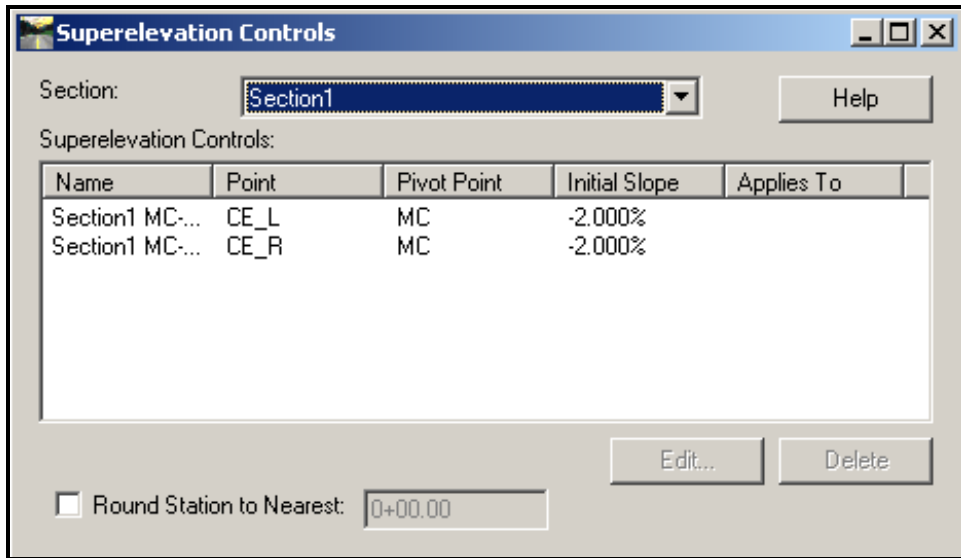 Superelevation Controls
Section: Section1 Help
Superelevation Controls:
Name Point Pivot Point Initial Slope Applies To
Section1 MC-... CE_L MC -2.000%
Section1 MC-... CE_R MC -2.000%
Edit... Delete
Round Station to Nearest: 0+00.00